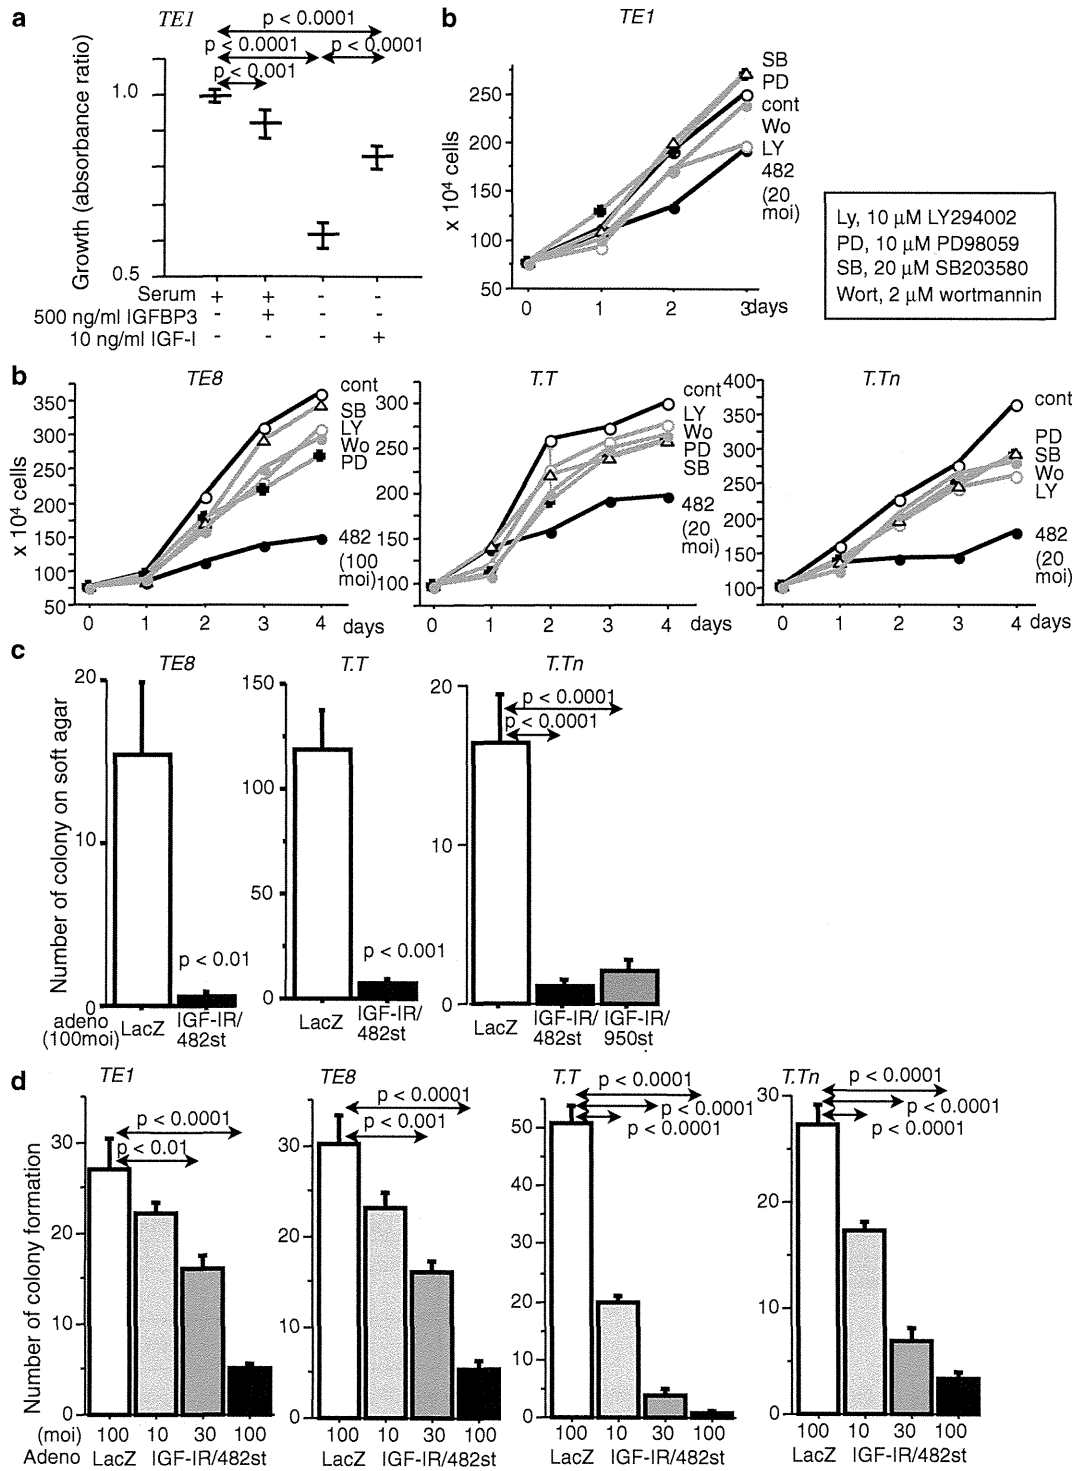 a
TE1
p < 0.0001
p < 0.0001
p < 0.0001
p < 0.001
Growth (absorbance ratio)
1.0
0.5
Serum + + - -
500 ng/ml IGFBP3 - + - -
10 ng/ml IGF-I - - - +
b
TE1
x 10⁴ cells
250
200
150
100
50
0 1 2 3 days
SB
PD
cont
Wo
LY
482
(20
moi)
Ly, 10 µM LY294002
PD, 10 µM PD98059
SB, 20 µM SB203580
Wort, 2 µM wortmannin
b
TE8
x 10⁴ cells
350
300
250
200
150
100
50
0 1 2 3 4 days
cont
SB
LY
Wo
PD
482
(100
moi)
T.T
300
250
200
150
100
0 1 2 3 4 days
cont
LY
Wo
PD
SB
482
(20
moi)
T.Tn
400
350
300
250
200
150
100
0 1 2 3 4 days
cont
PD
SB
Wo
LY
482
(20
moi)
c
TE8
Number of colony on soft agar
20
10
0
p < 0.01
adeno
(100moi)
LacZ
IGF-IR/
482st
T.T
150
100
50
0
p < 0.001
LacZ
IGF-IR/
482st
T.Tn
20
10
0
p < 0.0001
p < 0.0001
LacZ
IGF-IR/
482st
IGF-IR/
950st
d
TE1
Number of colony formation
30
20
10
0
p < 0.0001
p < 0.01
(moi) 100 10 30 100
Adeno LacZ IGF-IR/482st
TE8
30
20
10
0
p < 0.0001
p < 0.001
100 10 30 100
LacZ IGF-IR/482st
T.T
50
40
30
20
10
0
p < 0.0001
p < 0.0001
p < 0.0001
100 10 30 100
LacZ IGF-IR/482st
T.Tn
30
20
10
0
p < 0.0001
p < 0.0001
p < 0.0001
100 10 30 100
LacZ IGF-IR/482st